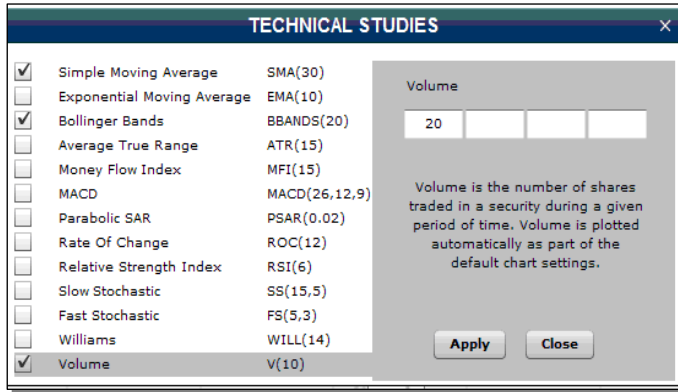 TECHNICAL STUDIES
×
Simple Moving Average SMA(30)
Exponential Moving Average EMA(10)
Bollinger Bands BBANDS(20)
Average True Range ATR(15)
Money Flow Index MFI(15)
MACD MACD(26,12,9)
Parabolic SAR PSAR(0.02)
Rate Of Change ROC(12)
Relative Strength Index RSI(6)
Slow Stochastic SS(15,5)
Fast Stochastic FS(5,3)
Williams WILL(14)
Volume V(10)
Volume
20
Volume is the number of shares
traded in a security during a given
period of time. Volume is plotted
automatically as part of the
default chart settings.
Apply Close